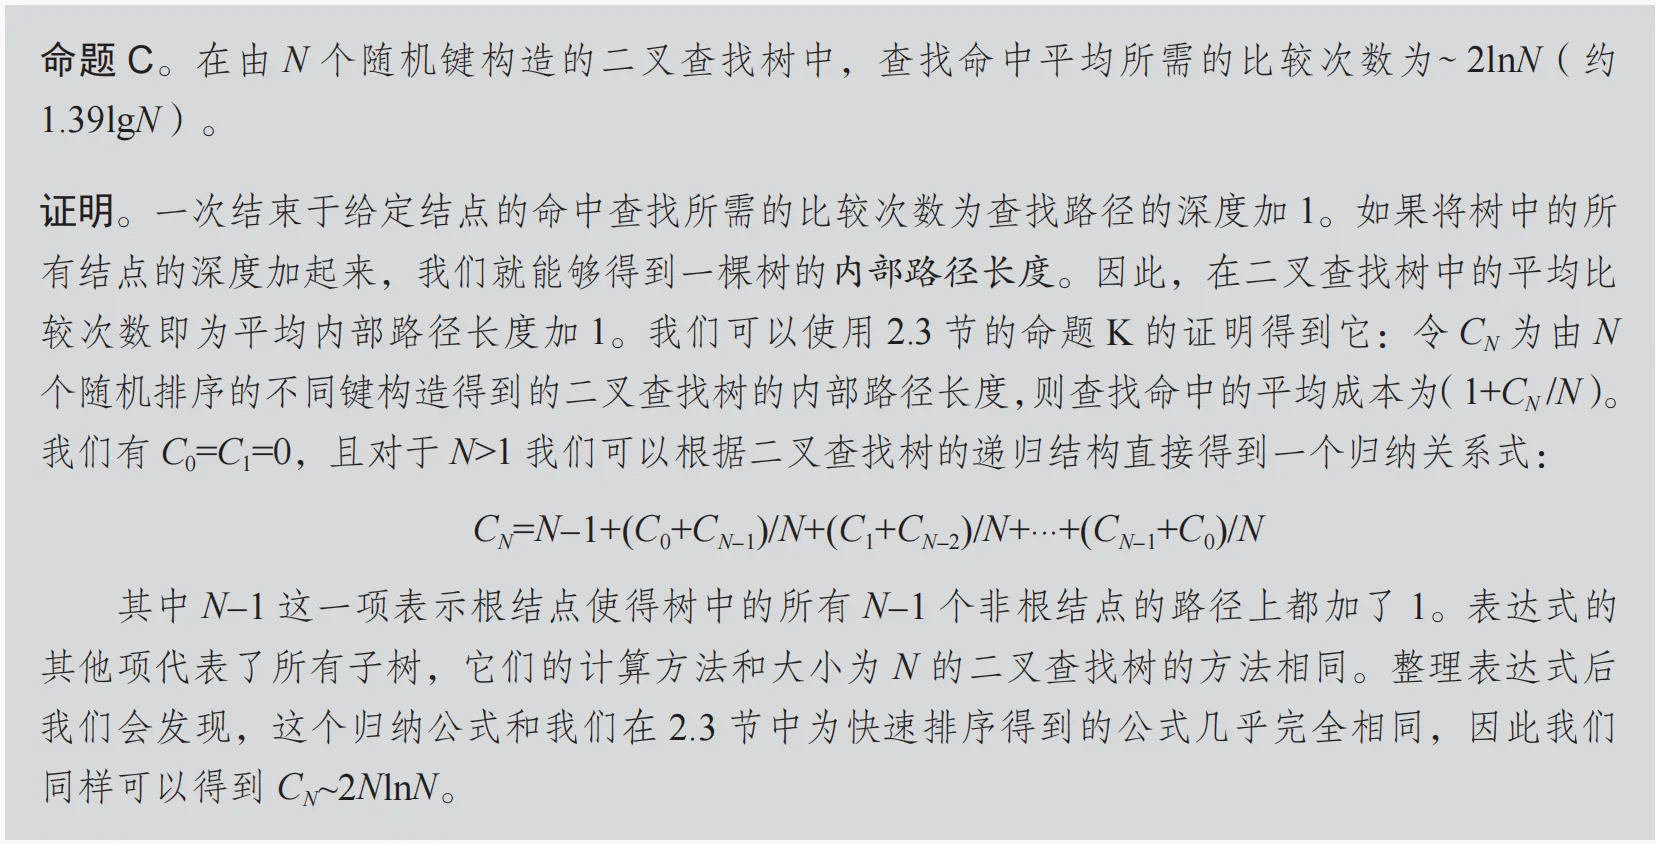 命题 C。在由 N 个随机键构造的二叉查找树中，查找命中平均所需的比较次数为~ 2lnN（约
1.39lgN）。
证明。一次结束于给定结点的命中查找所需的比较次数为查找路径的深度加 1。如果将树中的所
有结点的深度加起来，我们就能够得到一棵树的内部路径长度。因此，在二叉查找树中的平均比
较次数即为平均内部路径长度加 1。我们可以使用 2.3 节的命题 K 的证明得到它：令 C_N 为由 N
个随机排序的不同键构造得到的二叉查找树的内部路径长度，则查找命中的平均成本为（1+C_N/N）。
我们有 C₀=C₁=0，且对于 N>1 我们可以根据二叉查找树的递归结构直接得到一个归纳关系式：
C_N=N–1+(C₀+C_{N–1})/N+(C₁+C_{N–2})/N+···+(C_{N–1}+C₀)/N
其中 N–1 这一项表示根结点使得树中的所有 N–1 个非根结点的路径上都加了 1。表达式的
其他项代表了所有子树，它们的计算方法和大小为 N 的二叉查找树的方法相同。整理表达式后
我们会发现，这个归纳公式和我们在 2.3 节中为快速排序得到的公式几乎完全相同，因此我们
同样可以得到 C_N~2NlnN。